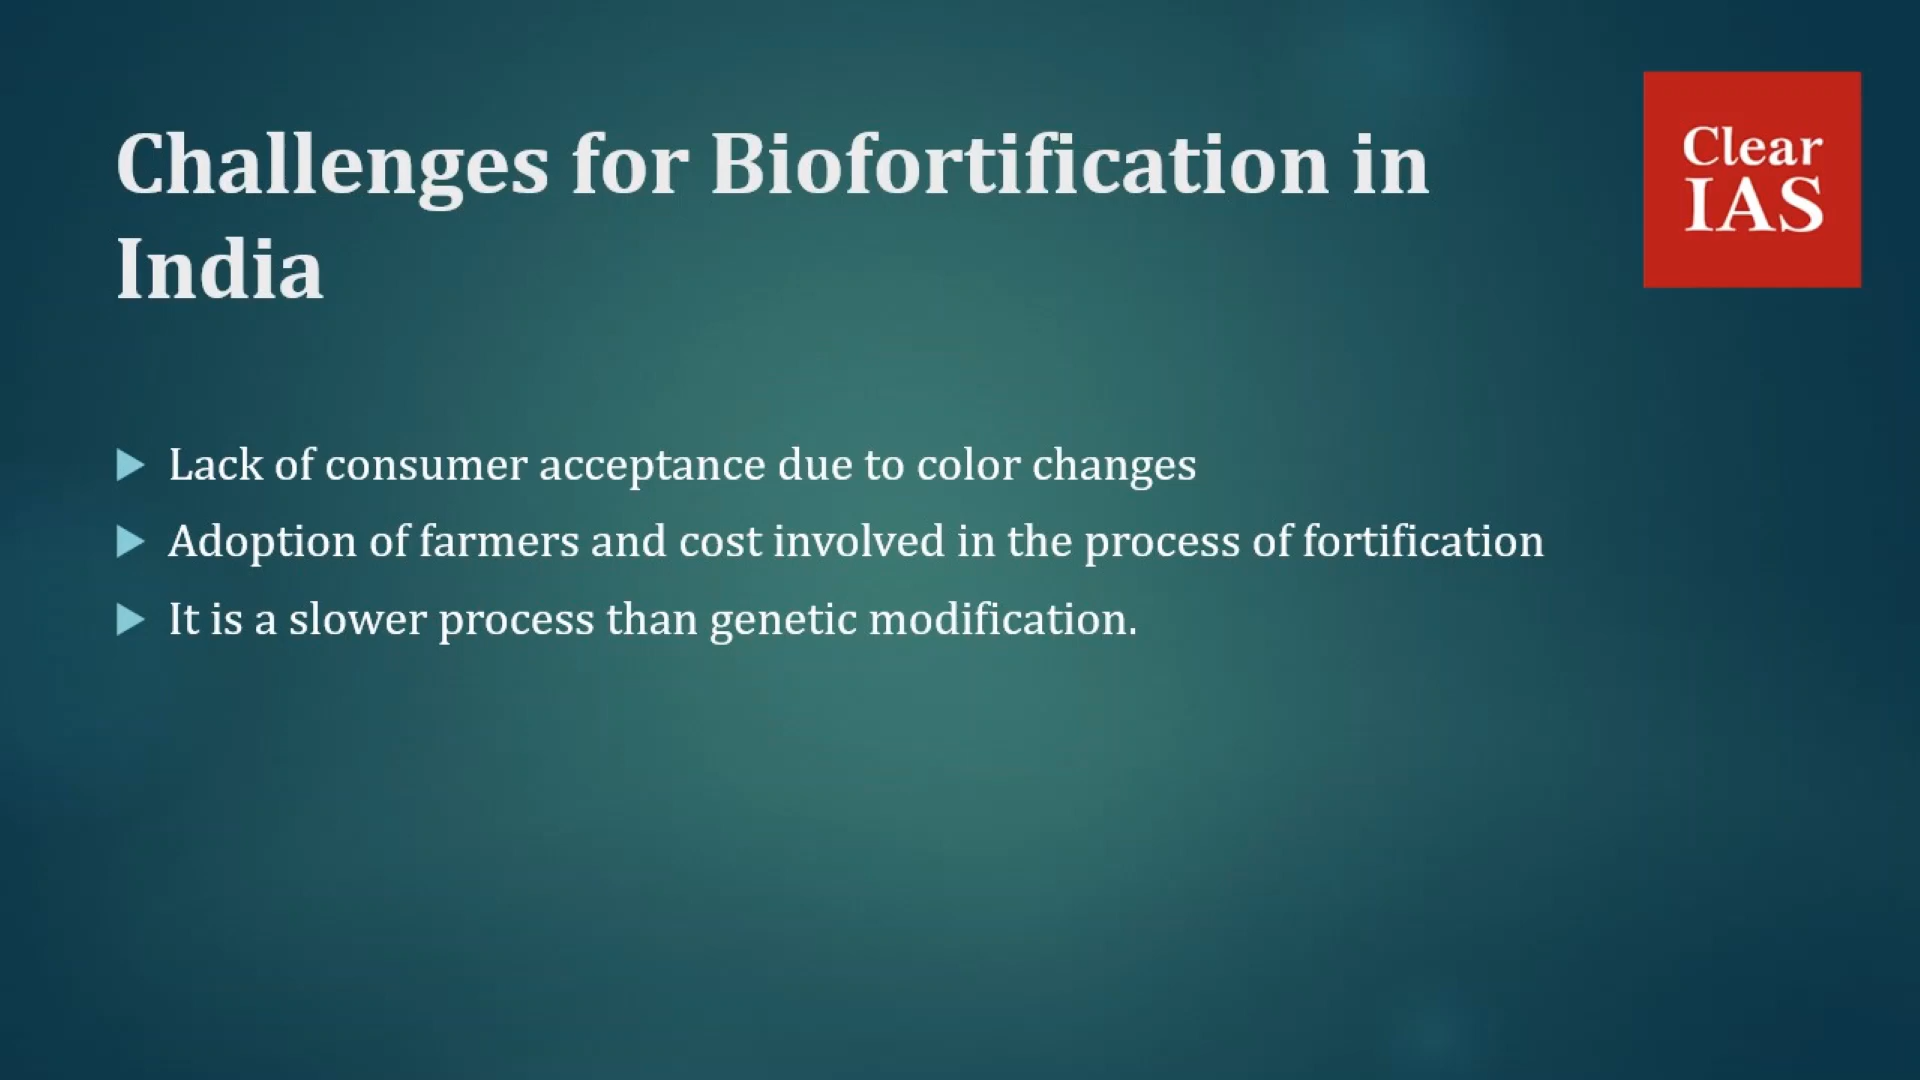 Challenges for Biofortification in
India
Clear
IAS
Lack of consumer acceptance due to color changes
Adoption of farmers and cost involved in the process of fortification
It is a slower process than genetic modification.